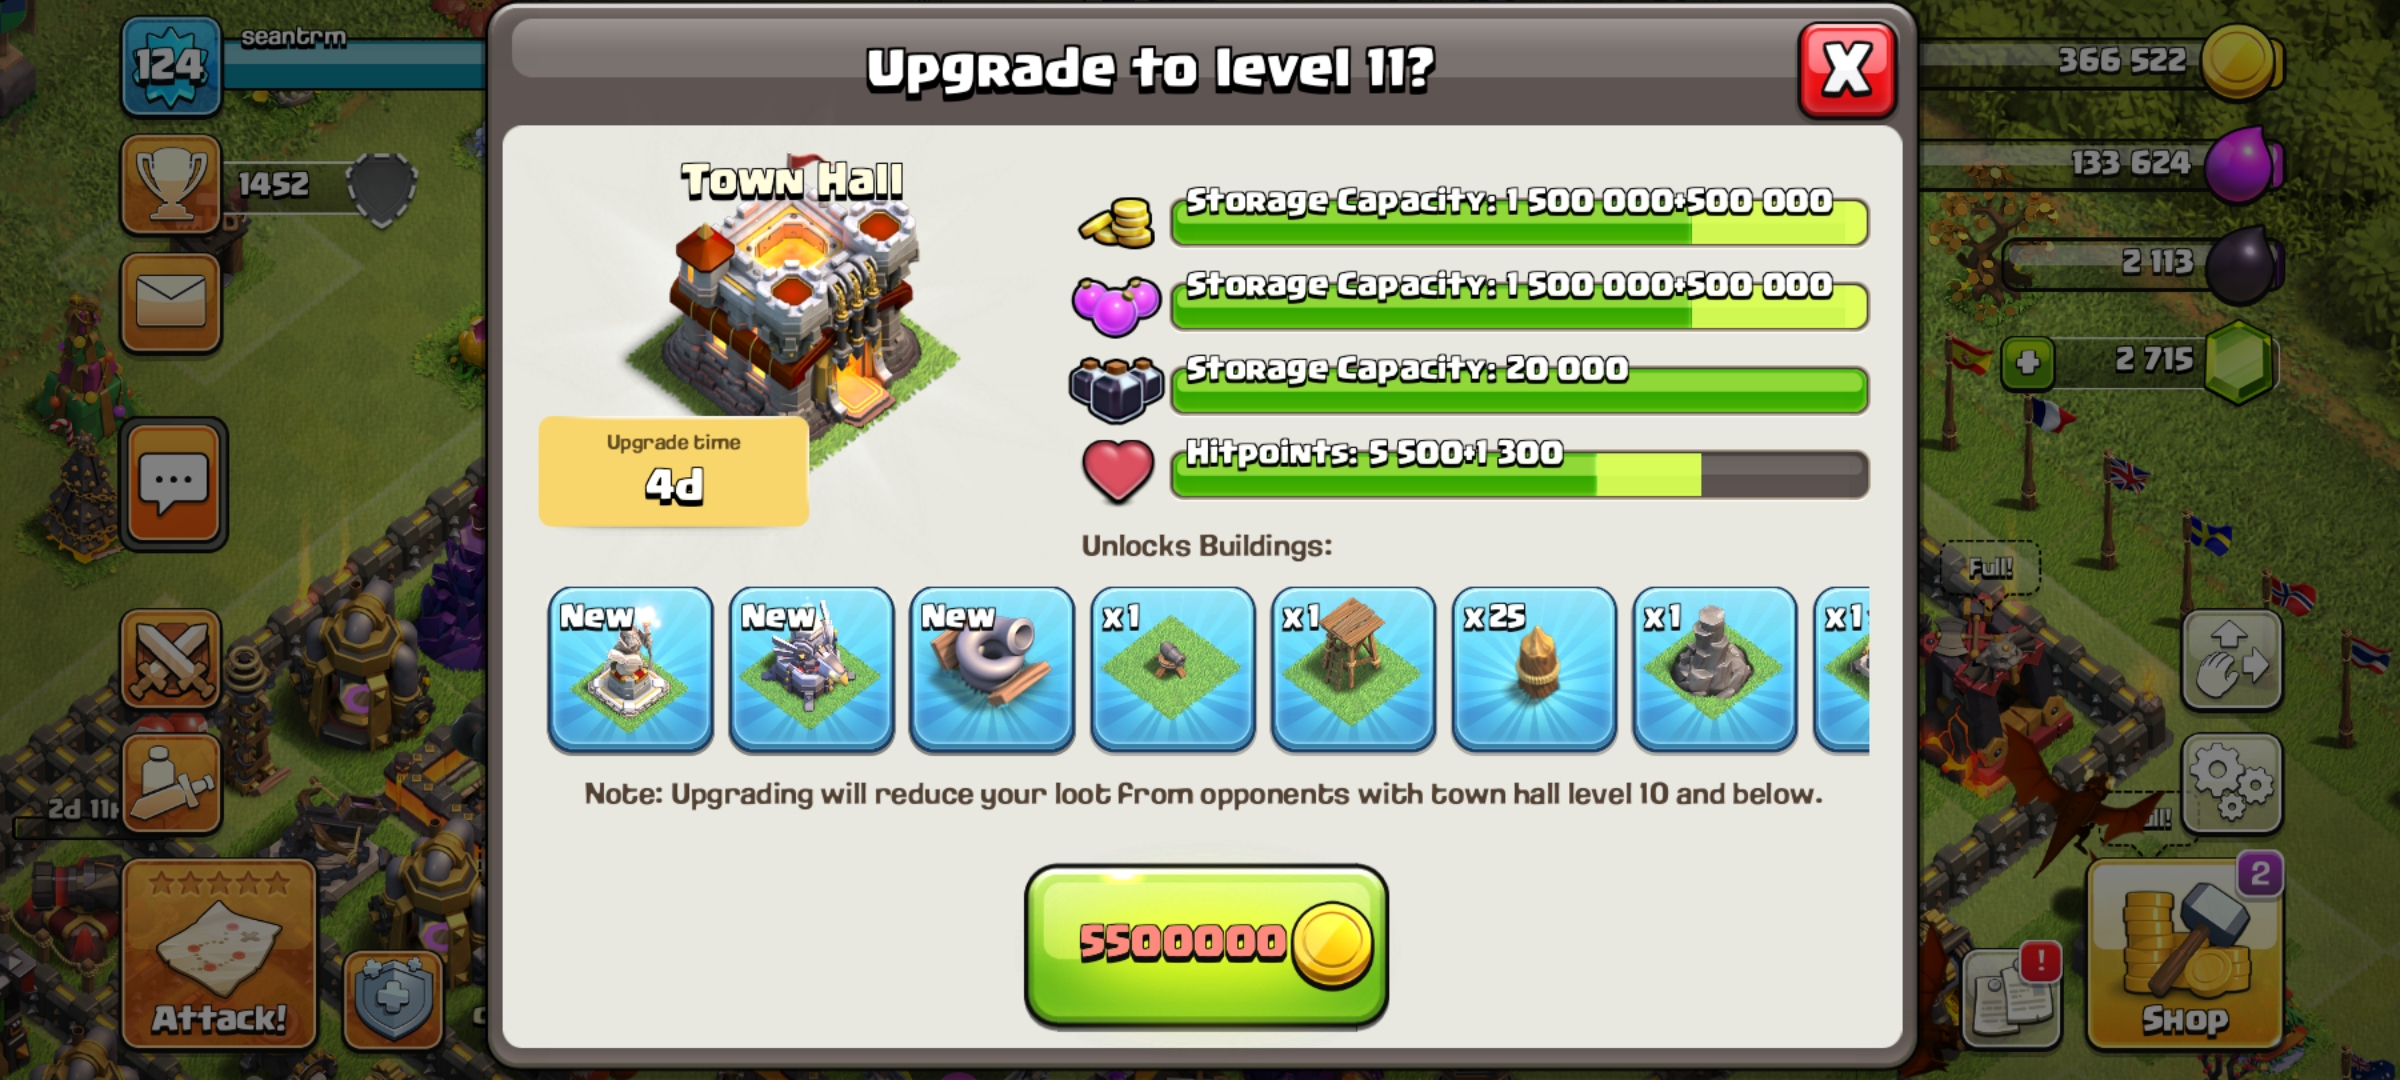 124
seantrm
Upgrade to level 11?
X
366 522
1452
Town Hall
Storage Capacity: 1 500 000+500 000
133 624
Storage Capacity: 1 500 000+500 000
2 113
Storage Capacity: 20 000
2 715
Upgrade time
4d
Hitpoints: 5 500+1 300
Unlocks Buildings:
Full!
New
New
New
x1
x1
x25
x1
x1
Note: Upgrading will reduce your loot from opponents with town hall level 10 and below.
2d 11
2
!
5500000
Attack!
Shop